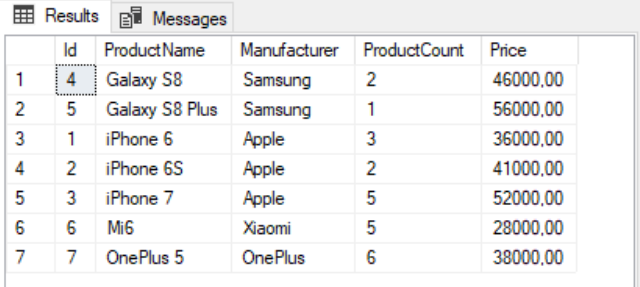 Results Messages
Id ProductName Manufacturer ProductCount Price
1 4 Galaxy S8 Samsung 2 46000,00
2 5 Galaxy S8 Plus Samsung 1 56000,00
3 1 iPhone 6 Apple 3 36000,00
4 2 iPhone 6S Apple 2 41000,00
5 3 iPhone 7 Apple 5 52000,00
6 6 Mi6 Xiaomi 5 28000,00
7 7 OnePlus 5 OnePlus 6 38000,00